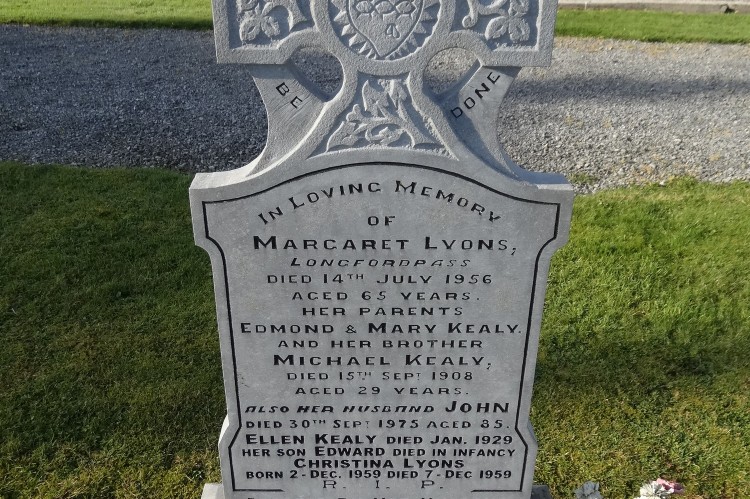 BE DONE
IN LOVING MEMORY
OF
MARGARET LYONS,
LONGFORDPASS
DIED 14TH JULY 1956
AGED 65 YEARS.
HER PARENTS
EDMOND & MARY KEALY.
AND HER BROTHER
MICHAEL KEALY,
DIED 15TH SEPT 1908
AGED 29 YEARS.
ALSO HER HUSBAND JOHN
DIED 30TH SEPT 1975 AGED 85.
ELLEN KEALY DIED JAN. 1929
HER SON EDWARD DIED IN INFANCY
CHRISTINA LYONS
BORN 2-DEC. 1959 DIED 7-DEC 1959
R. I. P.